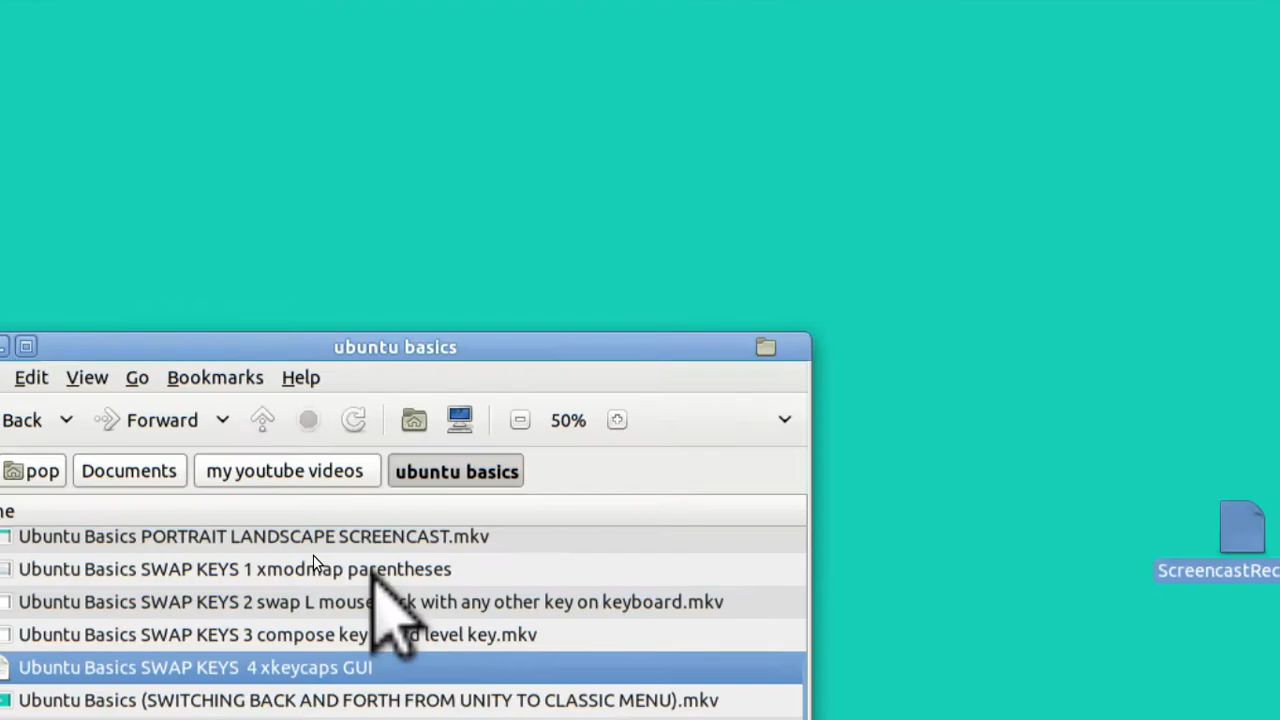 ubuntu basics
Edit View Go Bookmarks Help
Back Forward 50%
pop Documents my youtube videos ubuntu basics
me
Ubuntu Basics PORTRAIT LANDSCAPE SCREENCAST.mkv
Ubuntu Basics SWAP KEYS 1 xmodmap parentheses
Ubuntu Basics SWAP KEYS 2 swap L mouse with any other key on keyboard.mkv
Ubuntu Basics SWAP KEYS 3 compose key level key.mkv
Ubuntu Basics SWAP KEYS 4 xkeycaps GUI
Ubuntu Basics (SWITCHING BACK AND FORTH FROM UNITY TO CLASSIC MENU).mkv
ScreencastRec